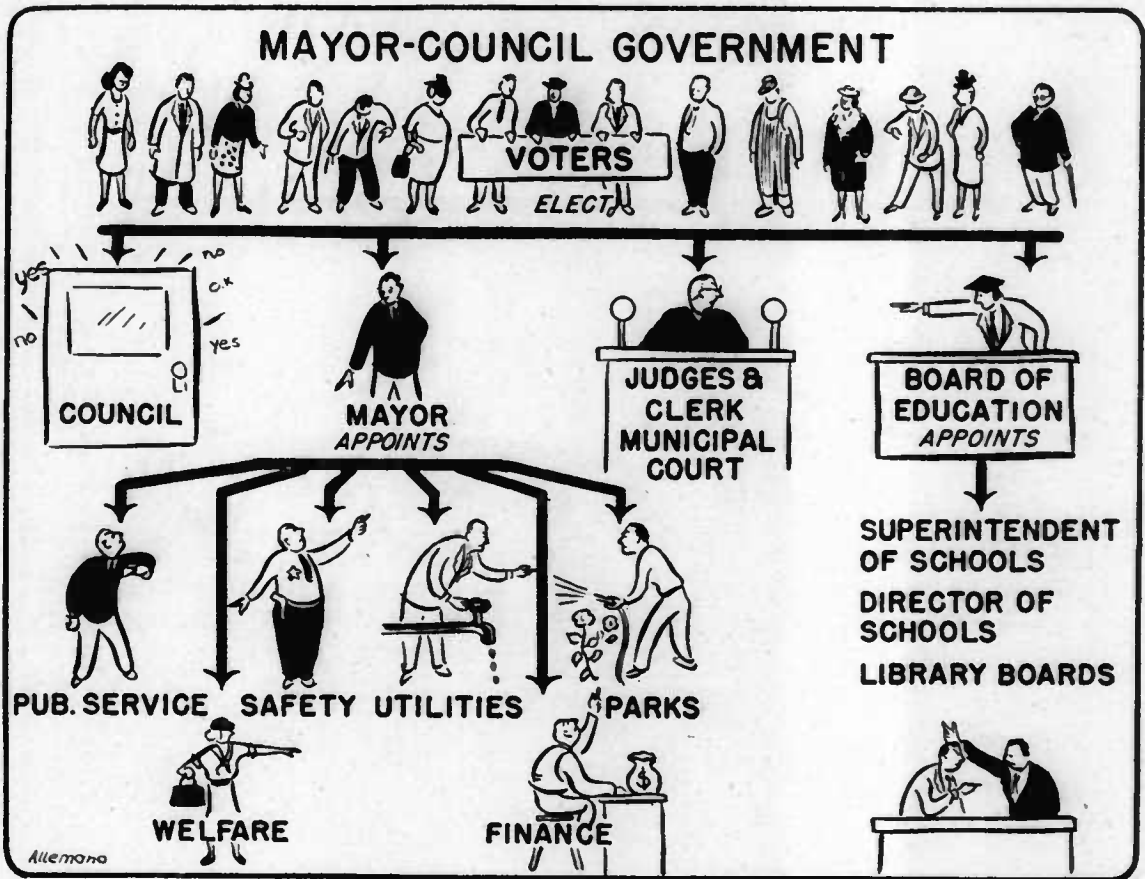 MAYOR-COUNCIL GOVERNMENT
VOTERS
ELECT
yes
no
no
o.k
yes
COUNCIL
MAYOR
APPOINTS
JUDGES &
CLERK
MUNICIPAL
COURT
BOARD OF
EDUCATION
APPOINTS
SUPERINTENDENT
OF SCHOOLS
DIRECTOR OF
SCHOOLS
LIBRARY BOARDS
PUB. SERVICE
SAFETY
UTILITIES
PARKS
$
WELFARE
FINANCE
Allemano